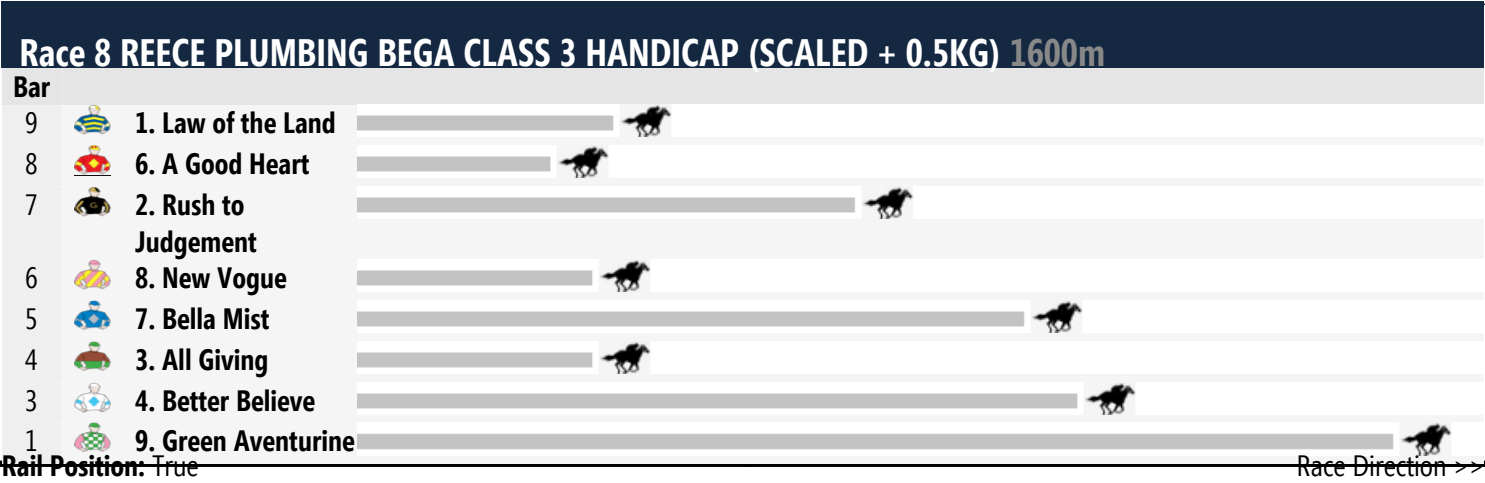 Race 8 REECE PLUMBING BEGA CLASS 3 HANDICAP (SCALED + 0.5KG) 1600m
Bar
9 1. Law of the Land
8 6. A Good Heart
7 2. Rush to
Judgement
6 8. New Vogue
5 7. Bella Mist
4 3. All Giving
3 4. Better Believe
1 9. Green Aventurine
Rail Position: True Race Direction >>